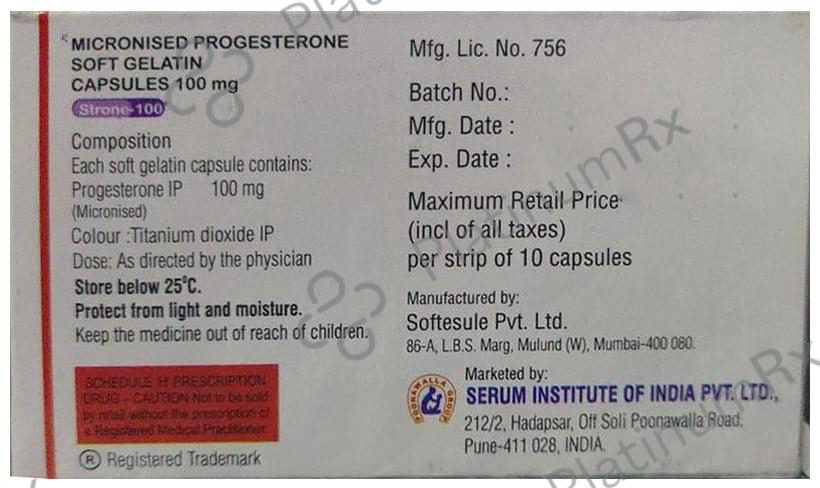 ℞ MICRONISED PROGESTERONE
SOFT GELATIN
CAPSULES 100 mg
Strone-100
Composition
Each soft gelatin capsule contains:
Progesterone IP 100 mg
(Micronised)
Colour :Titanium dioxide IP
Dose: As directed by the physician
Store below 25°C.
Protect from light and moisture.
Keep the medicine out of reach of children.
SCHEDULE 'H' PRESCRIPTION
DRUG - CAUTION Not to be sold
by retail without the prescription of
a Registered Medical Practitioner.
® Registered Trademark
Mfg. Lic. No. 756
Batch No.:
Mfg. Date :
Exp. Date :
Maximum Retail Price
(incl of all taxes)
per strip of 10 capsules
Manufactured by:
Softesule Pvt. Ltd.
86-A, L.B.S. Marg, Mulund (W), Mumbai-400 080.
POONAWALLA GROUP
Marketed by:
SERUM INSTITUTE OF INDIA PVT. LTD.,
212/2, Hadapsar, Off Soli Poonawalla Road,
Pune-411 028, INDIA.
PlatinumRx
PlatinumRx
PlatinumRx